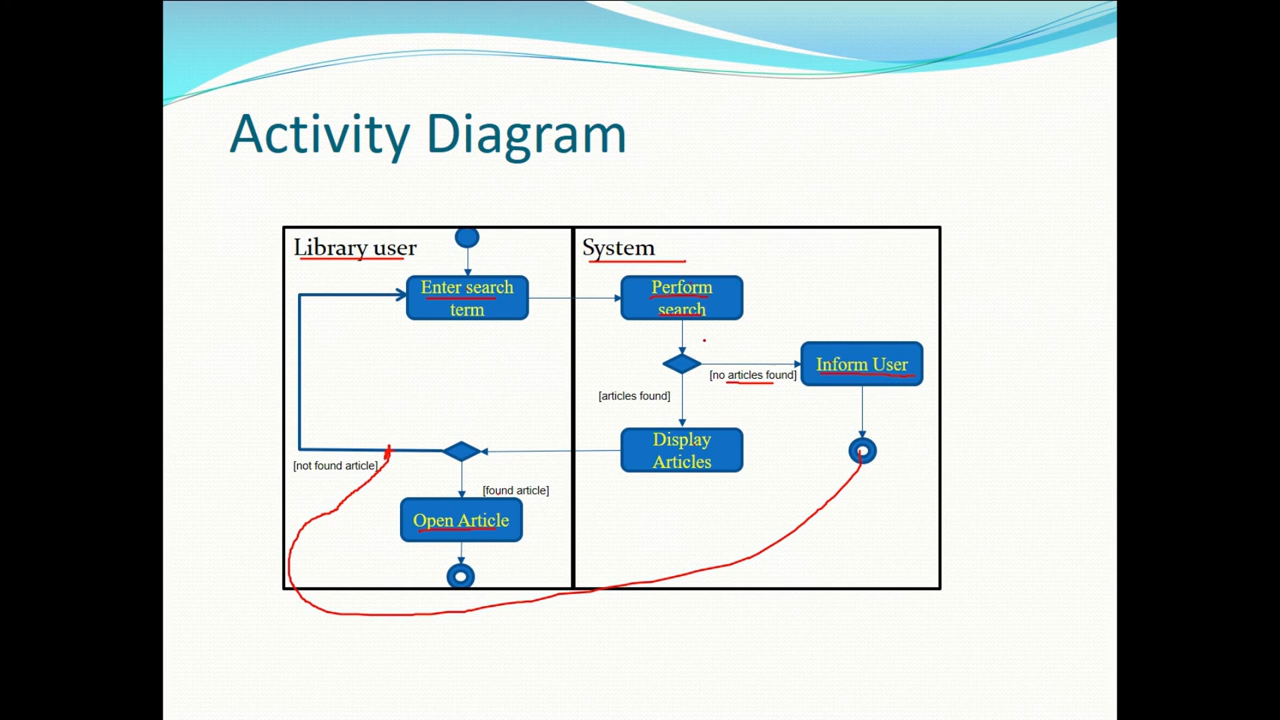 Activity Diagram
Library user
System
Enter search
term
Perform
search
Inform User
[no articles found]
[articles found]
Display
Articles
[not found article]
[found article]
Open Article